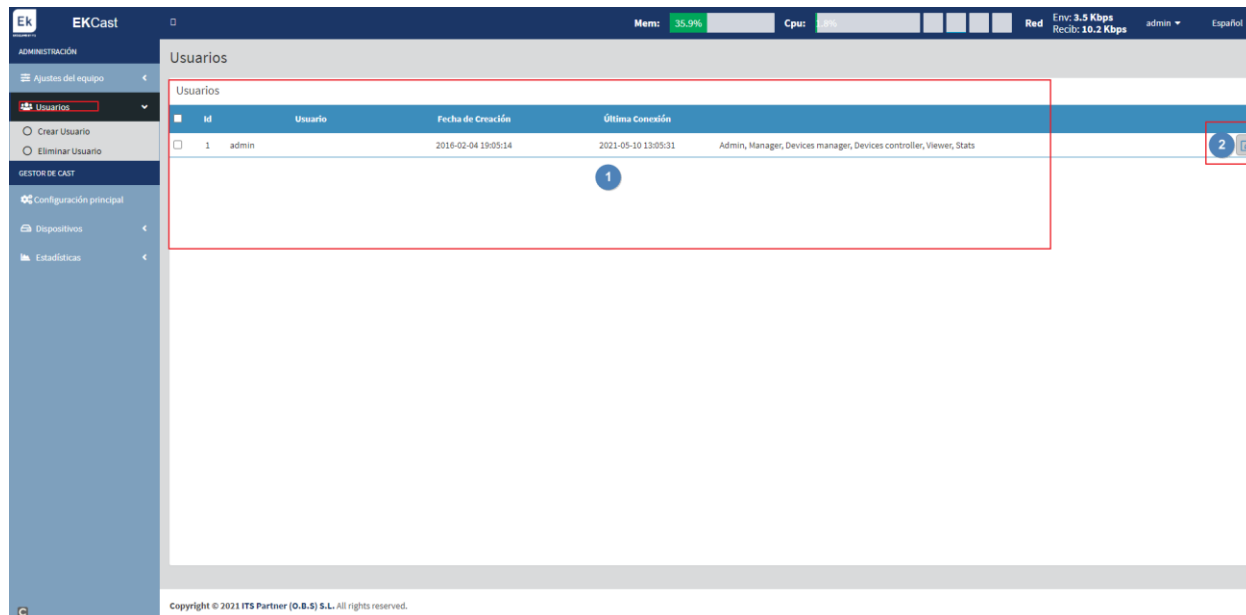 Ek EKCast Mem: 35.9% Cpu: 1.8% Red Env: 3.5 Kbps admin Español
Recib: 10.2 Kbps
ADMINISTRACIÓN
Usuarios
Ajustes del equipo
Usuarios
Usuarios
Id Usuario Fecha de Creación Última Conexión
Crear Usuario
1 admin 2016-02-04 19:05:14 2021-05-10 13:05:31 Admin, Manager, Devices manager, Devices controller, Viewer, Stats 2
Eliminar Usuario
GESTOR DE CAST
1
Configuración principal
Dispositivos
Estadísticas
Copyright © 2021 ITS Partner (O.B.S) S.L. All rights reserved.